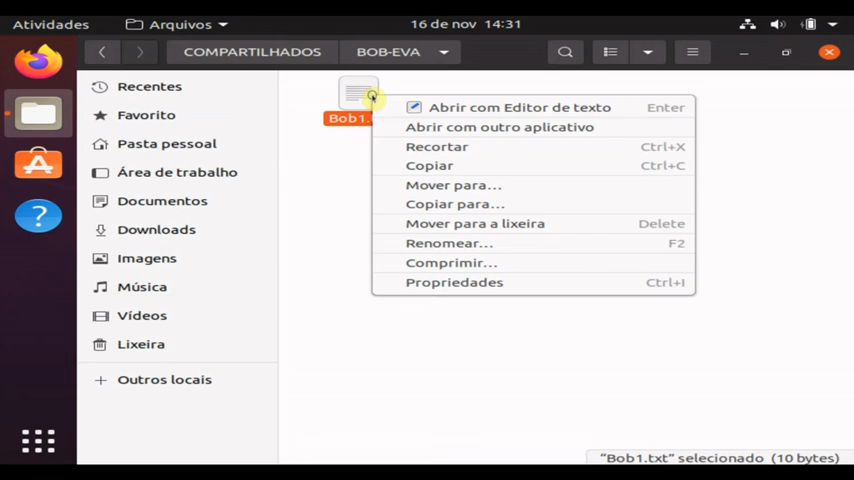 Atividades
Arquivos
16 de nov 14:31
COMPARTILHADOS
BOB-EVA
Recentes
Favorito
Pasta pessoal
Área de trabalho
Documentos
Downloads
Imagens
Música
Vídeos
Lixeira
Outros locais
Bob1.
Abrir com Editor de texto Enter
Abrir com outro aplicativo
Recortar Ctrl+X
Copiar Ctrl+C
Mover para...
Copiar para...
Mover para a lixeira Delete
Renomear... F2
Comprimir...
Propriedades Ctrl+I
“Bob1.txt” selecionado (10 bytes)